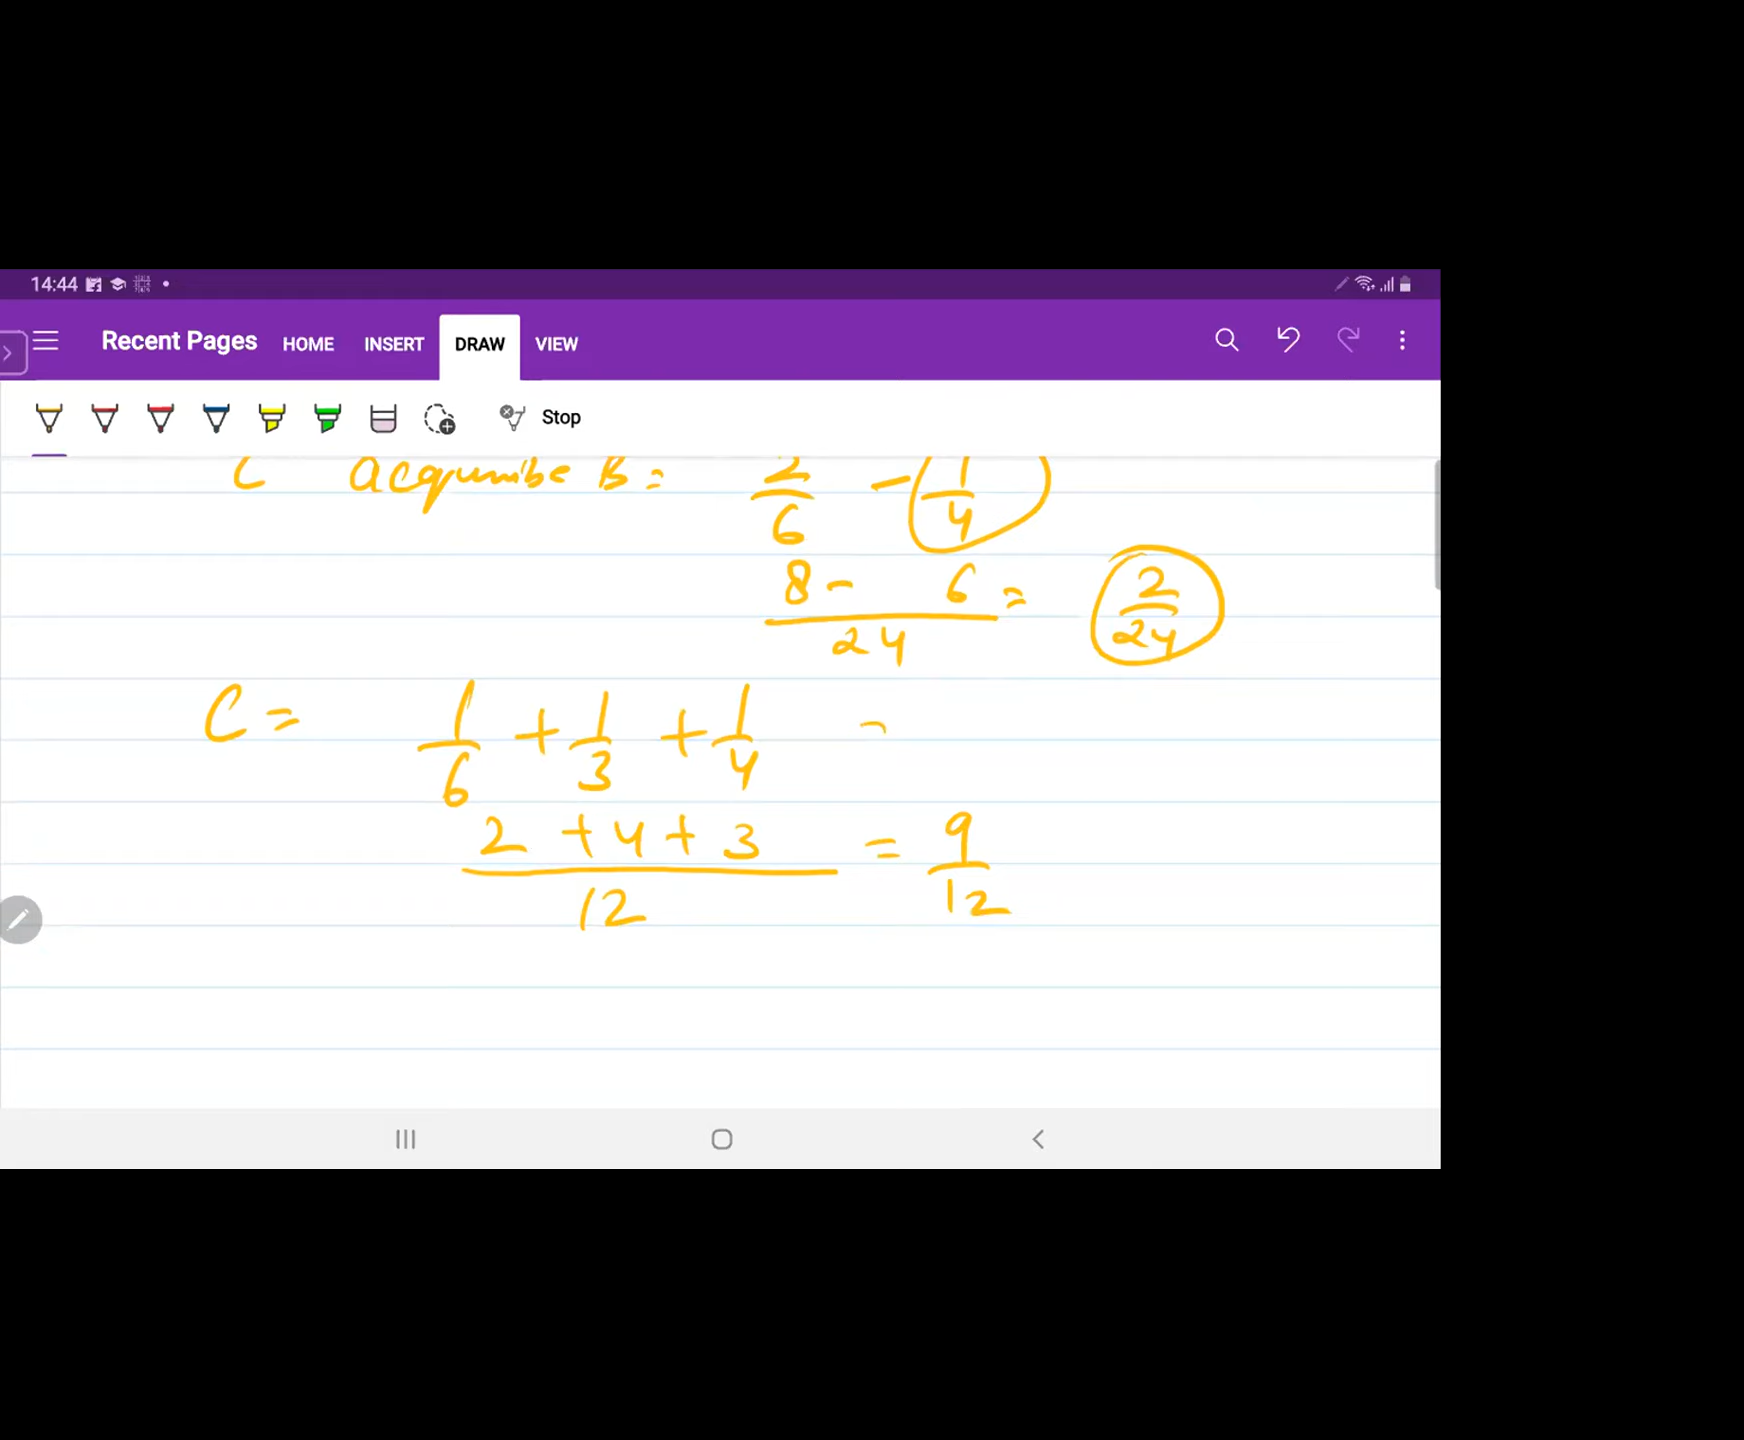 14:44
Recent Pages HOME INSERT DRAW VIEW
Stop
C B = 2/6 - 1/4
8 - 6 / 24 = 2/24
C = 1/6 + 1/3 + 1/4 =
2 + 4 + 3 / 12 = 9/12